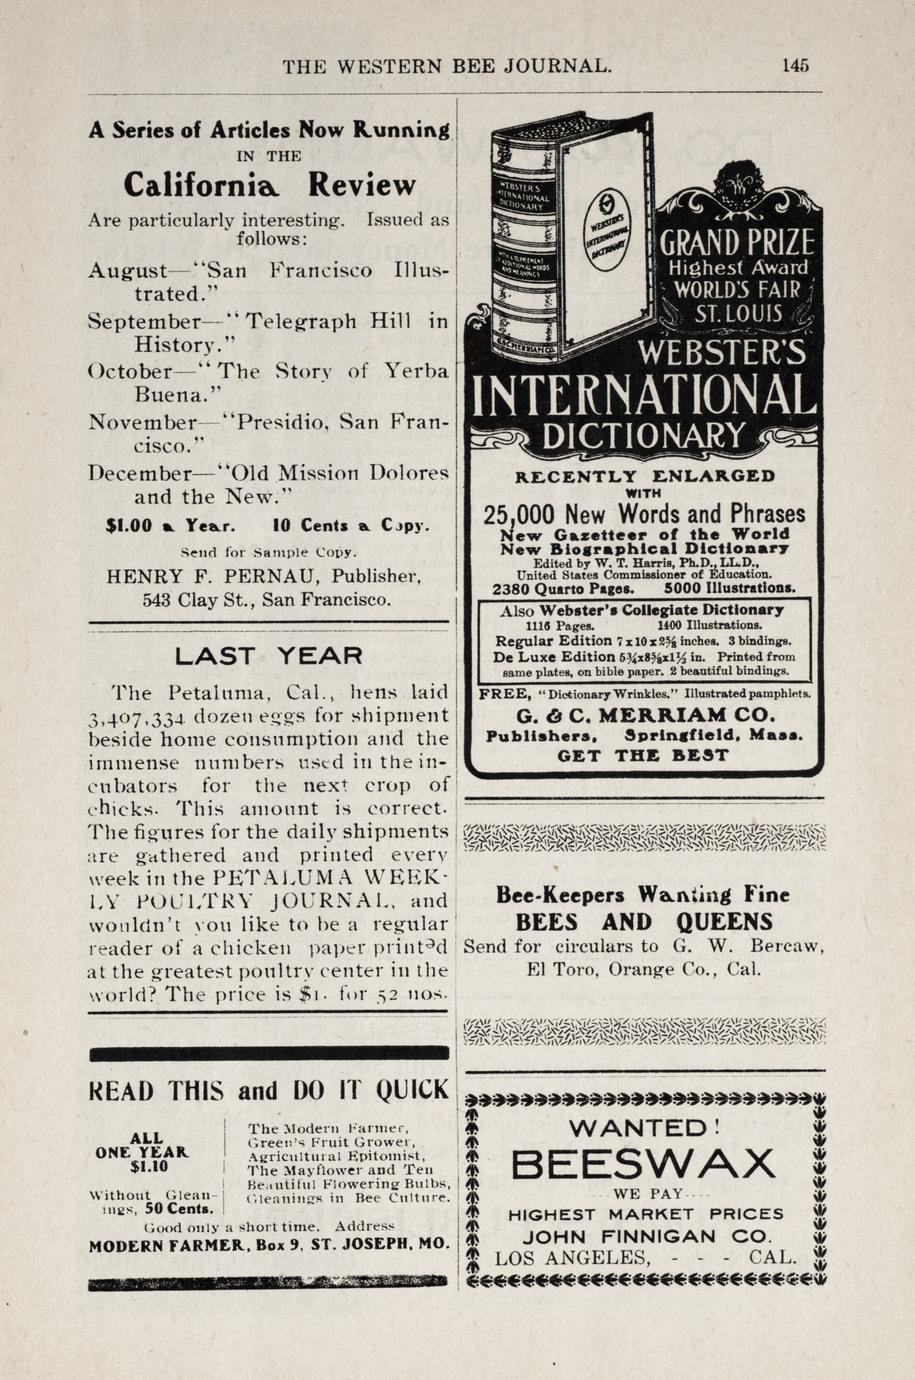 THE WESTERN BEE JOURNAL. 145
A Series of Articles Now Running
IN THE
California Review
Are particularly interesting. Issued as
follows:
August—"San Francisco Illus-
trated."
September—"Telegraph Hill in
History."
October—"The Story of Yerba
Buena."
November—"Presidio, San Fran-
cisco."
December—"Old Mission Dolores
and the New."
$1.00 a Year. 10 Cents a Copy.
Send for Sample Copy.
HENRY F. PERNAU, Publisher,
543 Clay St., San Francisco.
LAST YEAR
The Petaluma, Cal., hens laid
3,407,334 dozen eggs for shipment
beside home consumption and the
immense numbers used in the in-
cubators for the next crop of
chicks. This amount is correct.
The figures for the daily shipments
are gathered and printed every
week in the PETALUMA WEEK-
LY POULTRY JOURNAL, and
wouldn't you like to be a regular
reader of a chicken paper printed
at the greatest poultry center in the
world? The price is $1. for 52 nos.
READ THIS and DO IT QUICK
ALL
ONE YEAR
$1.10
Without Glean-
ings, 50 Cents.
The Modern Farmer,
Green's Fruit Grower,
Agricultural Epitomist,
The Mayflower and Ten
Beautiful Flowering Bulbs,
Gleanings in Bee Culture.
Good only a short time. Address
MODERN FARMER, Box 9, ST. JOSEPH, MO.
WEBSTER'S
INTERNATIONAL
DICTIONARY
WITH A SUPPLEMENT
OF ADDITIONAL WORDS
AND MEANINGS
G.&C. MERRIAM CO.
WEBSTER'S
INTERNATIONAL
DICTIONARY
W
GRAND PRIZE
Highest Award
WORLD'S FAIR
ST. LOUIS
WEBSTER'S
INTERNATIONAL
DICTIONARY
RECENTLY ENLARGED
WITH
25,000 New Words and Phrases
New Gazetteer of the World
New Biographical Dictionary
Edited by W. T. Harris, Ph.D., LL.D.,
United States Commissioner of Education.
2380 Quarto Pages. 5000 Illustrations.
Also Webster's Collegiate Dictionary
1116 Pages. 1400 Illustrations.
Regular Edition 7x10x2⅝ inches. 3 bindings.
De Luxe Edition 5¾x8⅝x1½ in. Printed from
same plates, on bible paper. 2 beautiful bindings.
FREE, "Dictionary Wrinkles." Illustrated pamphlets.
G. & C. MERRIAM CO.
Publishers, Springfield, Mass.
GET THE BEST
Bee-Keepers Wanting Fine
BEES AND QUEENS
Send for circulars to G. W. Bercaw,
El Toro, Orange Co., Cal.
WANTED!
BEESWAX
WE PAY----
HIGHEST MARKET PRICES
JOHN FINNIGAN CO.
LOS ANGELES, - - - CAL.